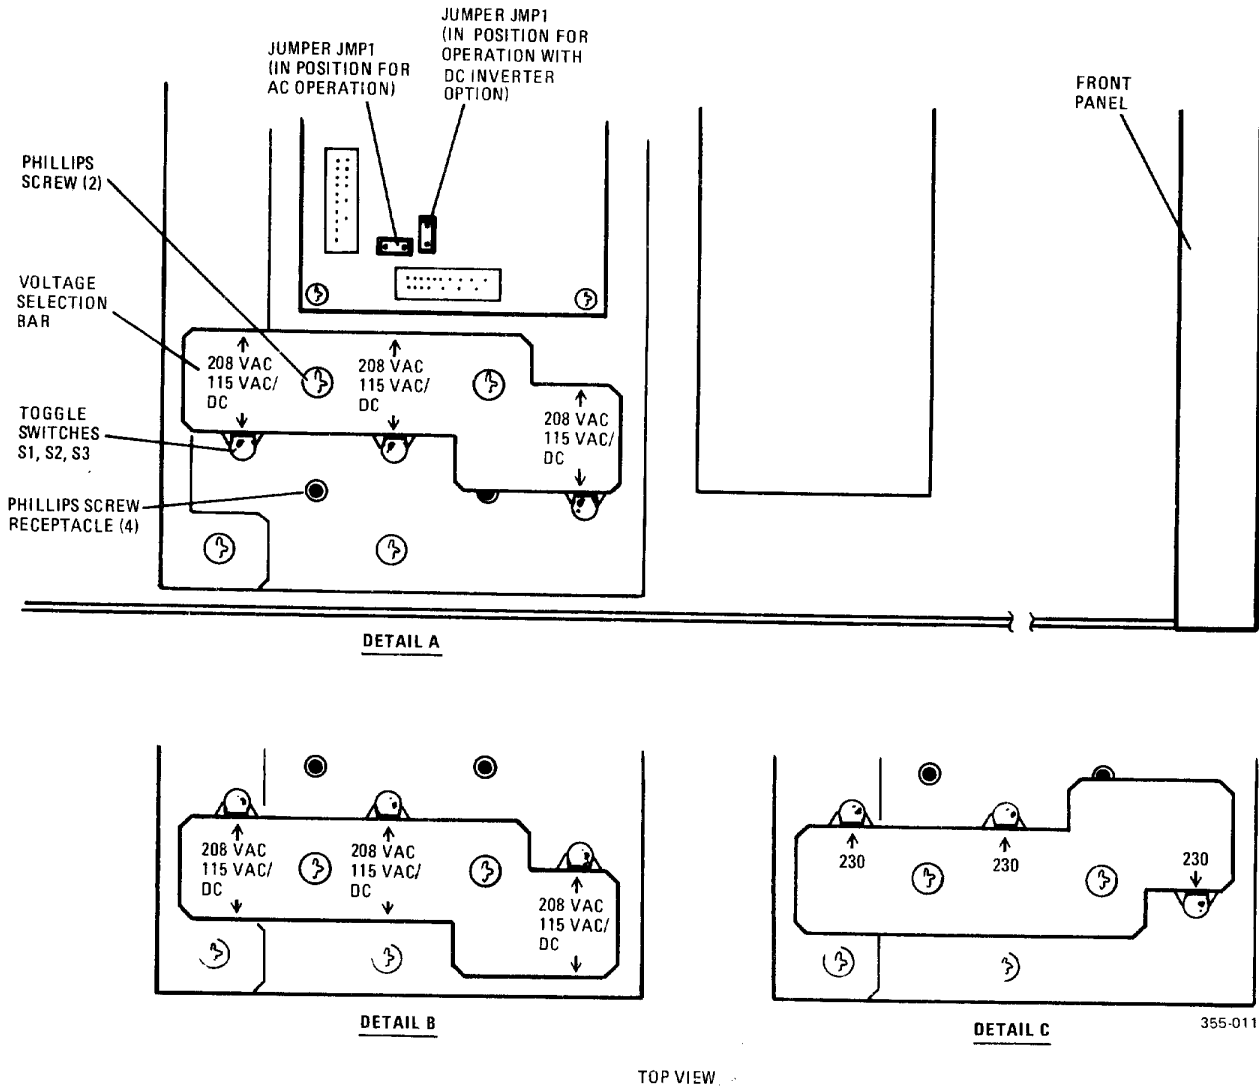 JUMPER JMP1
(IN POSITION FOR
AC OPERATION)
JUMPER JMP1
(IN POSITION FOR
OPERATION WITH
DC INVERTER
OPTION)
FRONT
PANEL
PHILLIPS
SCREW (2)
VOLTAGE
SELECTION
BAR
TOGGLE
SWITCHES
S1, S2, S3
PHILLIPS SCREW
RECEPTACLE (4)
208 VAC
115 VAC/
DC
208 VAC
115 VAC/
DC
208 VAC
115 VAC/
DC
DETAIL A
208 VAC
115 VAC/
DC
208 VAC
115 VAC/
DC
208 VAC
115 VAC/
DC
DETAIL B
230
230
230
DETAIL C
355-011
TOP VIEW